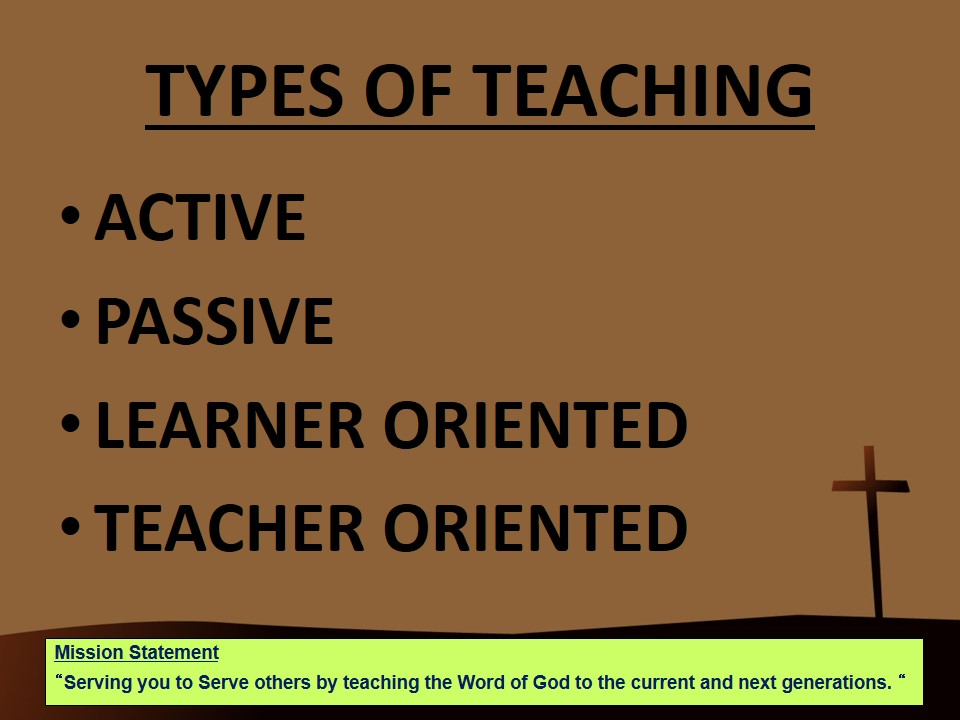 TYPES OF TEACHING
• ACTIVE
• PASSIVE
• LEARNER ORIENTED
• TEACHER ORIENTED
Mission Statement
“Serving you to Serve others by teaching the Word of God to the current and next generations. “